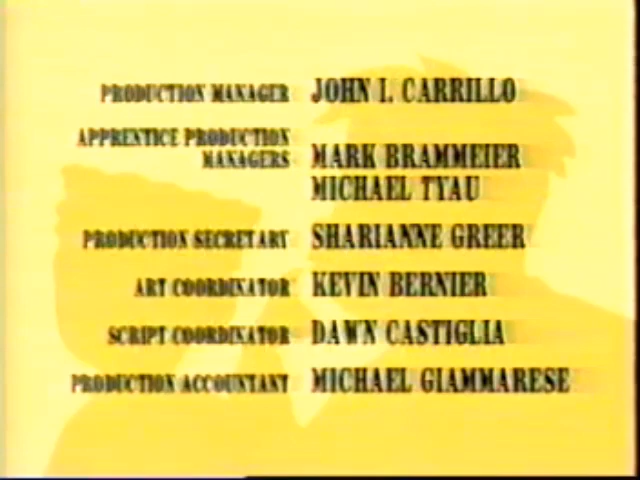 PRODUCTION MANAGER JOHN I. CARRILLO
APPRENTICE PRODUCTION
MANAGERS MARK BRAMMEIER
MICHAEL TYAU
PRODUCTION SECRETARY SHARIANNE GREER
ART COORDINATOR KEVIN BERNIER
SCRIPT COORDINATOR DAWN CASTIGLIA
PRODUCTION ACCOUNTANT MICHAEL GIAMMARESE